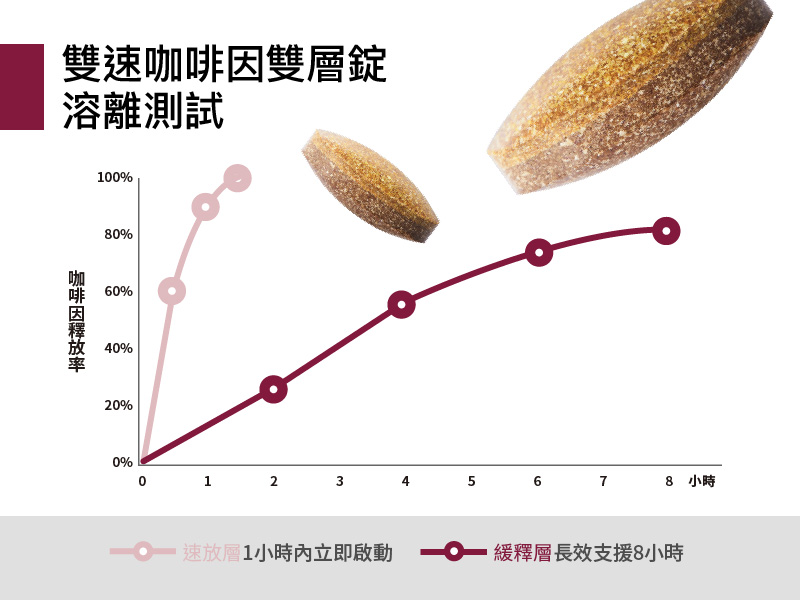 雙速咖啡因雙層錠
溶離測試
100%
80%
60%
40%
20%
0%
咖啡因釋放率
0 1 2 3 4 5 6 7 8 小時
速放層1小時內立即啟動 緩釋層長效支援8小時